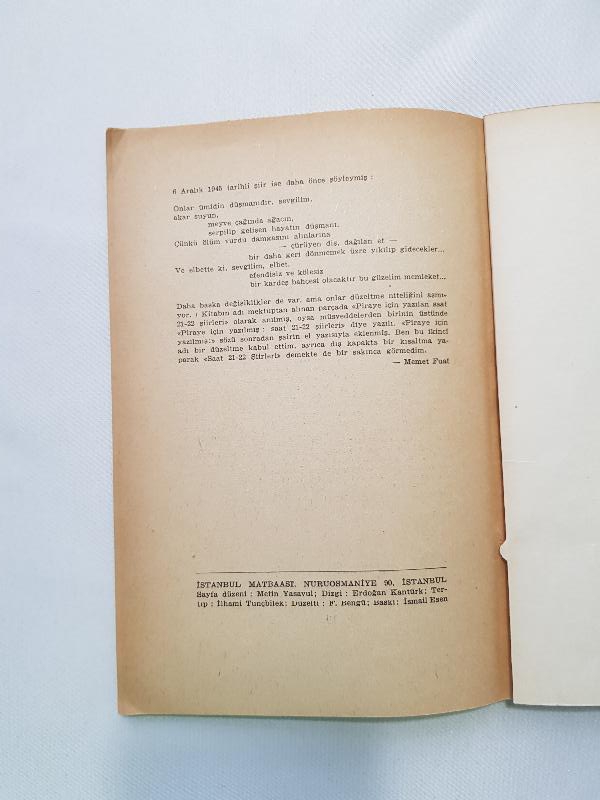 6 Aralık 1945 tarihli şiir ise daha önce şöyleymiş :
Onlar ümidin düşmanıdır, sevgilim,
akar suyun,
meyve çağında ağacın,
serpilip gelişen hayatın düşmanı.
Çünkü ölüm vurdu damgasını alınlarına
— çürüyen diş, dağılan et —
bir daha geri dönmemek üzre yıkılıp gidecekler...
Ve elbette ki, sevgilim, elbet,
efendisiz ve kölesiz
bir kardeş bahçesi olacaktır bu güzelim memleket...
Daha başka değişiklikler de var, ama onlar düzeltme niteliğini aşmı-
yor. Kitabın adı mektuptan alınan parçada «Piraye için yazılan saat
21-22 şiirleri» olarak anılmış, oysa müsveddelerden birinin üstünde
«Piraye için yazılmış : saat 21-22 şiirleri» diye yazılı. «Piraye için
yazılmış:» sözü sonradan şairin el yazısıyla eklenmiş. Ben bu ikinci
adı bir düzeltme kabul ettim, ayrıca dış kapakta bir kısaltma ya-
parak «Saat 21-22 Şiirleri» demekte de bir sakınca görmedim.
— Memet Fuat
İSTANBUL MATBAASI, NURUOSMANİYE 90, İSTANBUL
Sayfa düzeni : Metin Yasavul; Dizgi : Erdoğan Kantürk; Ter-
tip : İlhami Tunçbilek; Düzelti : F. Bengü; Baskı : İsmail Esen